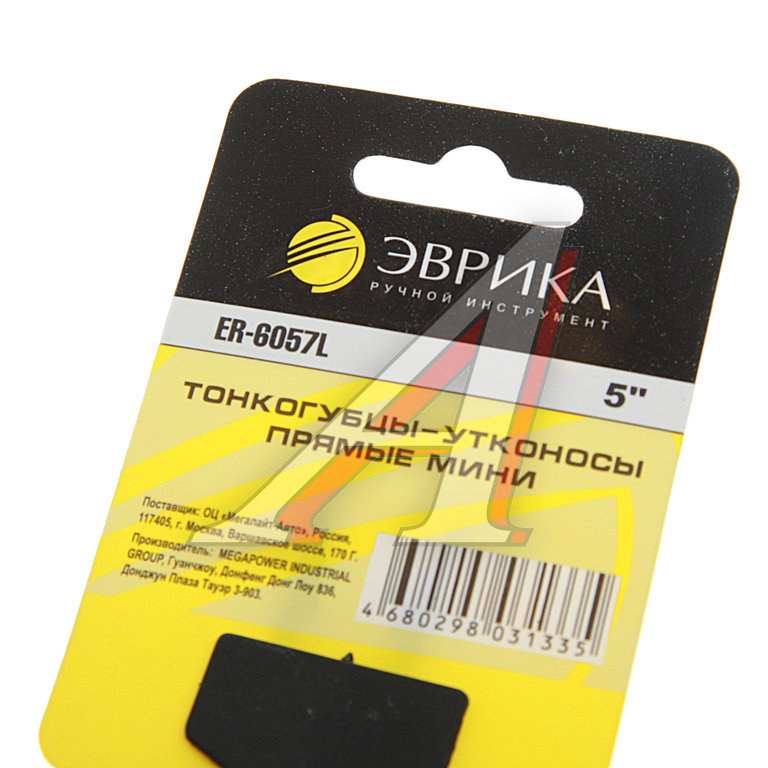 ЭВРИКА
РУЧНОЙ ИНСТРУМЕНТ
ER-6057L
5"
ТОНКОГУБЦЫ-УТКОНОСЫ
ПРЯМЫЕ МИНИ
Поставщик: ОЦ «Мегалайт-Авто», Россия,
117405, г. Москва, Варшавское шоссе, 170 Г.
Производитель: MEGAPOWER INDUSTRIAL
GROUP, Гуанчжоу, Донфенг Донг Лоу 836,
Донджун Плаза Тауэр 3-903.
4 680298 031335